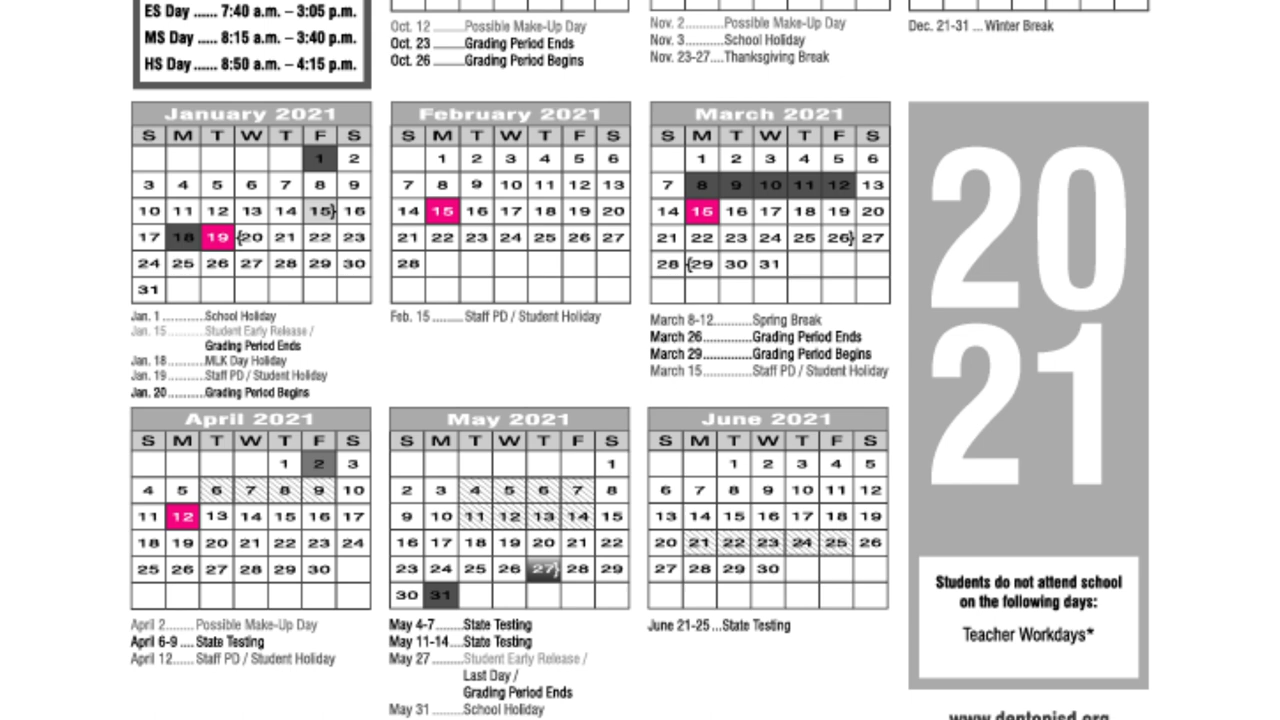 ES Day ...... 7:40 a.m. – 3:05 p.m.
MS Day ..... 8:15 a.m. – 3:40 p.m.
HS Day ...... 8:50 a.m. – 4:15 p.m.
Oct. 12 ........Possible Make-Up Day
Oct. 23 ........Grading Period Ends
Oct. 26 ........Grading Period Begins
Nov. 2..........Possible Make-Up Day
Nov. 3..........School Holiday
Nov. 23-27....Thanksgiving Break
Dec. 21-31 ... Winter Break
January 2021
S M T W T F S
1 2
3 4 5 6 7 8 9
10 11 12 13 14 15} 16
17 18 19 {20 21 22 23
24 25 26 27 28 29 30
31
Jan. 1 ...........School Holiday
Jan. 15 .........Student Early Release /
Grading Period Ends
Jan. 18..........MLK Day Holiday
Jan. 19..........Staff PD / Student Holiday
Jan. 20 ..........Grading Period Begins
February 2021
S M T W T F S
1 2 3 4 5 6
7 8 9 10 11 12 13
14 15 16 17 18 19 20
21 22 23 24 25 26 27
28
Feb. 15 ........Staff PD / Student Holiday
March 2021
S M T W T F S
1 2 3 4 5 6
7 8 9 10 11 12 13
14 15 16 17 18 19 20
21 22 23 24 25 26} 27
28 {29 30 31
March 8-12...........Spring Break
March 26..............Grading Period Ends
March 29..............Grading Period Begins
March 15..............Staff PD / Student Holiday
20
21
April 2021
S M T W T F S
1 2 3
4 5 6 7 8 9 10
11 12 13 14 15 16 17
18 19 20 21 22 23 24
25 26 27 28 29 30
April 2....... Possible Make-Up Day
April 6-9 .... State Testing
April 12...... Staff PD / Student Holiday
May 2021
S M T W T F S
1
2 3 4 5 6 7 8
9 10 11 12 13 14 15
16 17 18 19 20 21 22
23 24 25 26 27} 28 29
30 31
May 4-7 .......State Testing
May 11-14....State Testing
May 27 ........Student Early Release /
Last Day /
Grading Period Ends
May 31 ........School Holiday
June 2021
S M T W T F S
1 2 3 4 5
6 7 8 9 10 11 12
13 14 15 16 17 18 19
20 21 22 23 24 25 26
27 28 29 30
June 21-25 ...State Testing
Students do not attend school
on the following days:
Teacher Workdays*
www.dentonisd.org